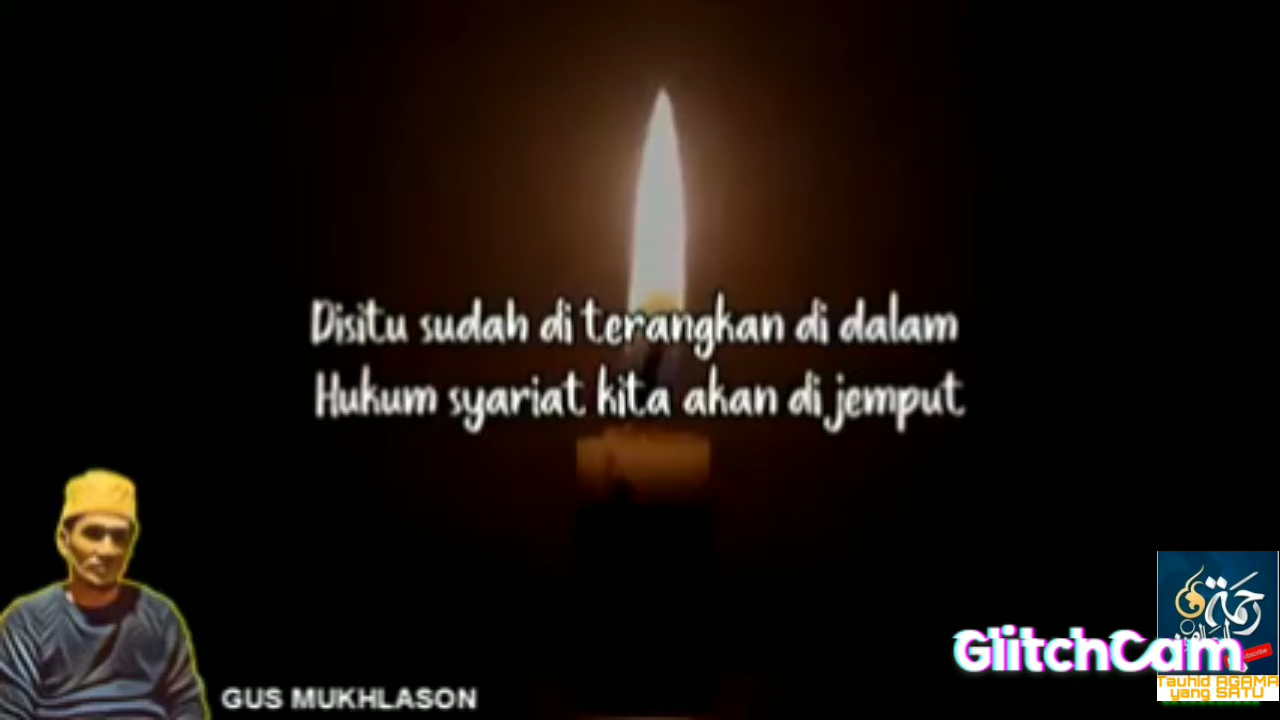 Disitu sudah di terangkan di dalam
Hukum syariat kita akan di jemput
GUS MUKHLASON
GlitchCam
Tauhid AGAMA
yang SATU